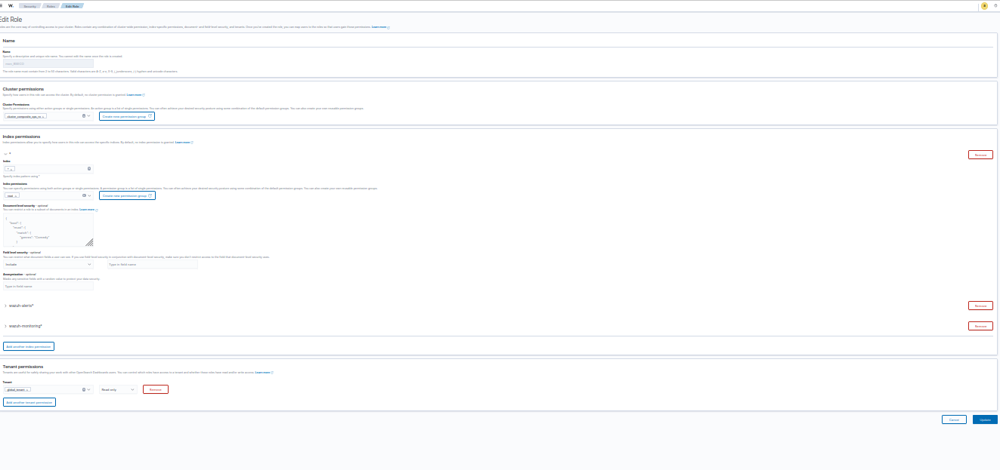 W. Security Roles Edit Role
Edit Role
Roles are the core way of controlling access to your cluster. Roles contain any combination of cluster-wide permission, index-specific permissions, document- and field-level security, and tenants. Once you've created the role, you can map users to the roles so that users gain those permissions. Learn more
Name
Name
Specify a descriptive and unique role name. You cannot edit the name once the role is created.
The role name must contain from 2 to 50 characters. Valid characters are A-Z, a-z, 0-9, (_)underscore, (-) hyphen and unicode characters.
Cluster permissions
Specify how users in this role can access the cluster. By default, no cluster permission is granted. Learn more
Cluster Permissions
Specify permissions using either action groups or single permissions. An action group is a list of single permissions. You can often achieve your desired security posture using some combination of the default permission groups. You can also create your own reusable permission groups.
cluster_composite_ops_ro × Create new permission group
Index permissions
Index permissions allow you to specify how users in this role can access the specific indices. By default, no index permission is granted. Learn more
* Remove
Index
* ×
Specify index pattern using *
Index permissions
You can specify permissions using both action groups or single permissions. A permission group is a list of single permissions. You can often achieve your desired security posture using some combination of the default permission groups. You can also create your own reusable permission groups.
read × Create new permission group
Document level security - optional
You can restrict a role to a subset of documents in an index. Learn more
{
"bool": {
"must": {
"match": {
"genres": "Comedy"
}
Field level security - optional
You can restrict what document fields a user can see. If you use field-level security in conjunction with document-level security, make sure you don't restrict access to the field that document-level security uses.
Include Type in field name
Anonymization - optional
Masks any sensitive fields with a random value to protect your data security.
Type in field name
wazuh-alerts* Remove
wazuh-monitoring* Remove
Add another index permission
Tenant permissions
Tenants are useful for safely sharing your work with other OpenSearch Dashboards users. You can control which roles have access to a tenant and whether those roles have read and/or write access. Learn more
Tenant
global_tenant × Read only Remove
Add another tenant permission
Cancel Update